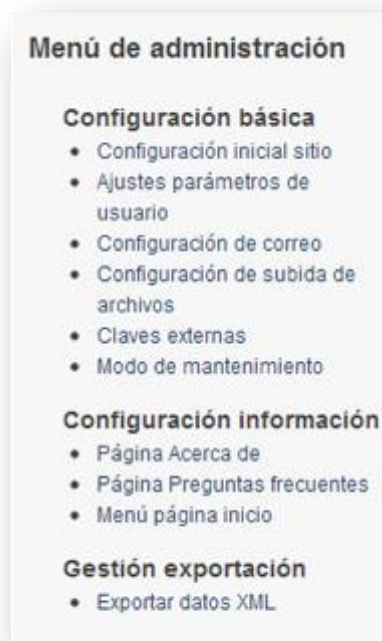 Menú de administración
Configuración básica
• Configuración inicial sitio
• Ajustes parámetros de
usuario
• Configuración de correo
• Configuración de subida de
archivos
• Claves externas
• Modo de mantenimiento
Configuración información
• Página Acerca de
• Página Preguntas frecuentes
• Menú página inicio
Gestión exportación
• Exportar datos XML